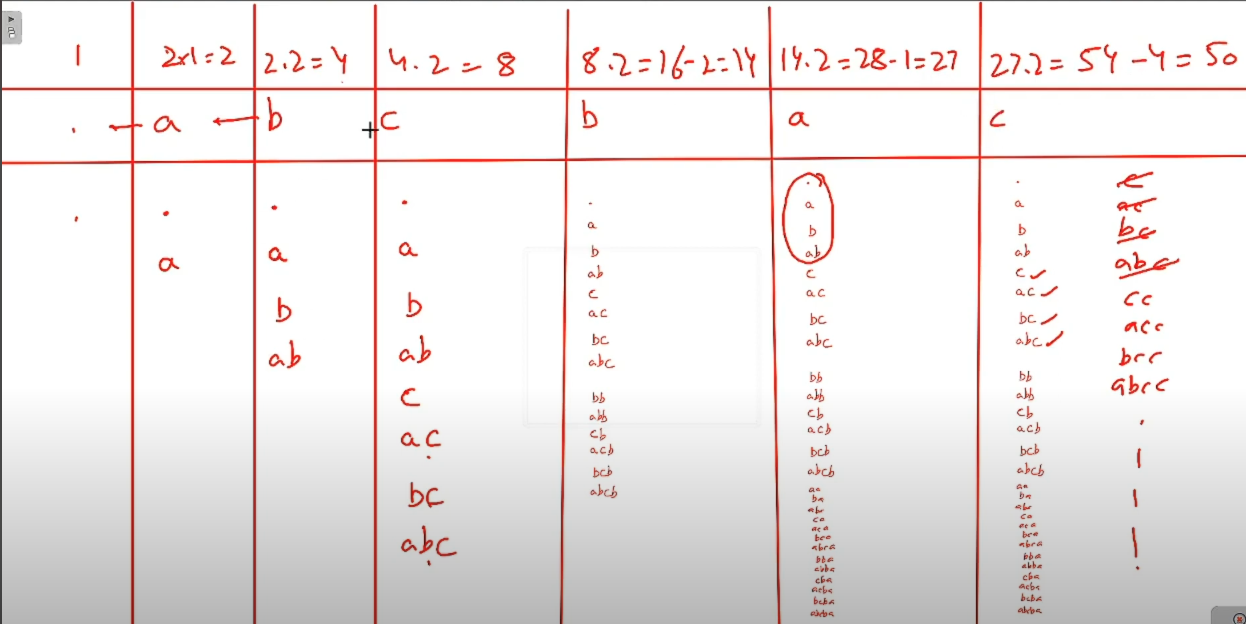 1 2x1=2 2.2=4 4.2=8 8.2=16-2=14 14.2=28-1=27 27.2=54-4=50
. ← a ← b c b a c
. . . . . . . c
a a a a a a ac
b b b b b bc
ab ab ab ab ab abc
c c c c cc
ac ac ac ac acc
bc bc bc bc bcc
abc abc abc abc abcc
bb bb bb
abb abb abb
cb cb cb
acb acb acb
bcb bcb bcb
abcb abcb abcb
aa aa
ba ba
aba aba
ca ca
aca aca
bca bca
abca abca
bba bba
abba abba
cba cba
acba acba
bcba bcba
abcba abcba